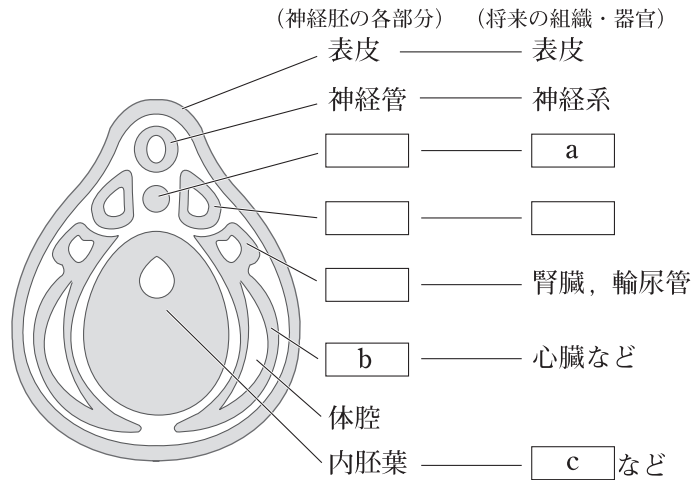 (神経胚の各部分) (将来の組織・器官)
表皮 表皮
神経管 神経系
a
腎臓，輸尿管
b 心臓など
体腔
内胚葉 c など